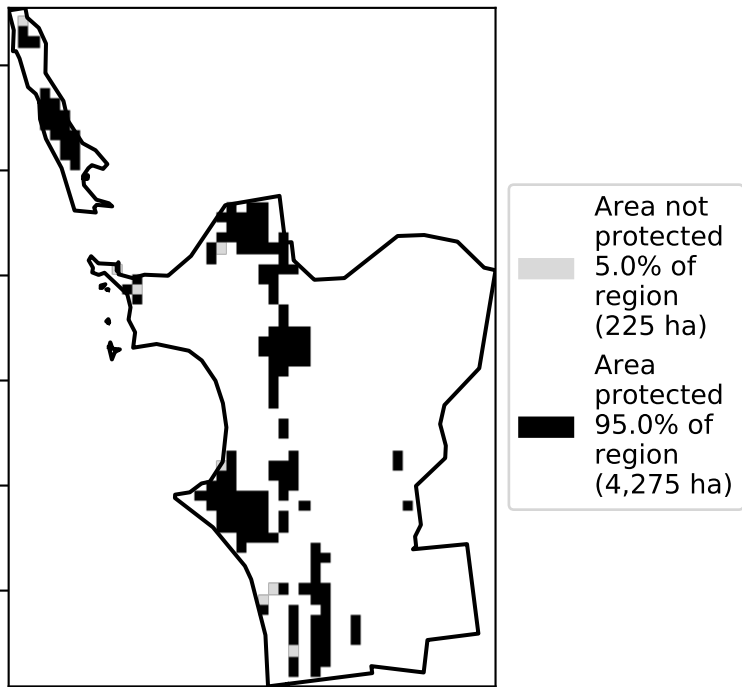 Area not
protected
5.0% of
region
(225 ha)
Area
protected
95.0% of
region
(4,275 ha)